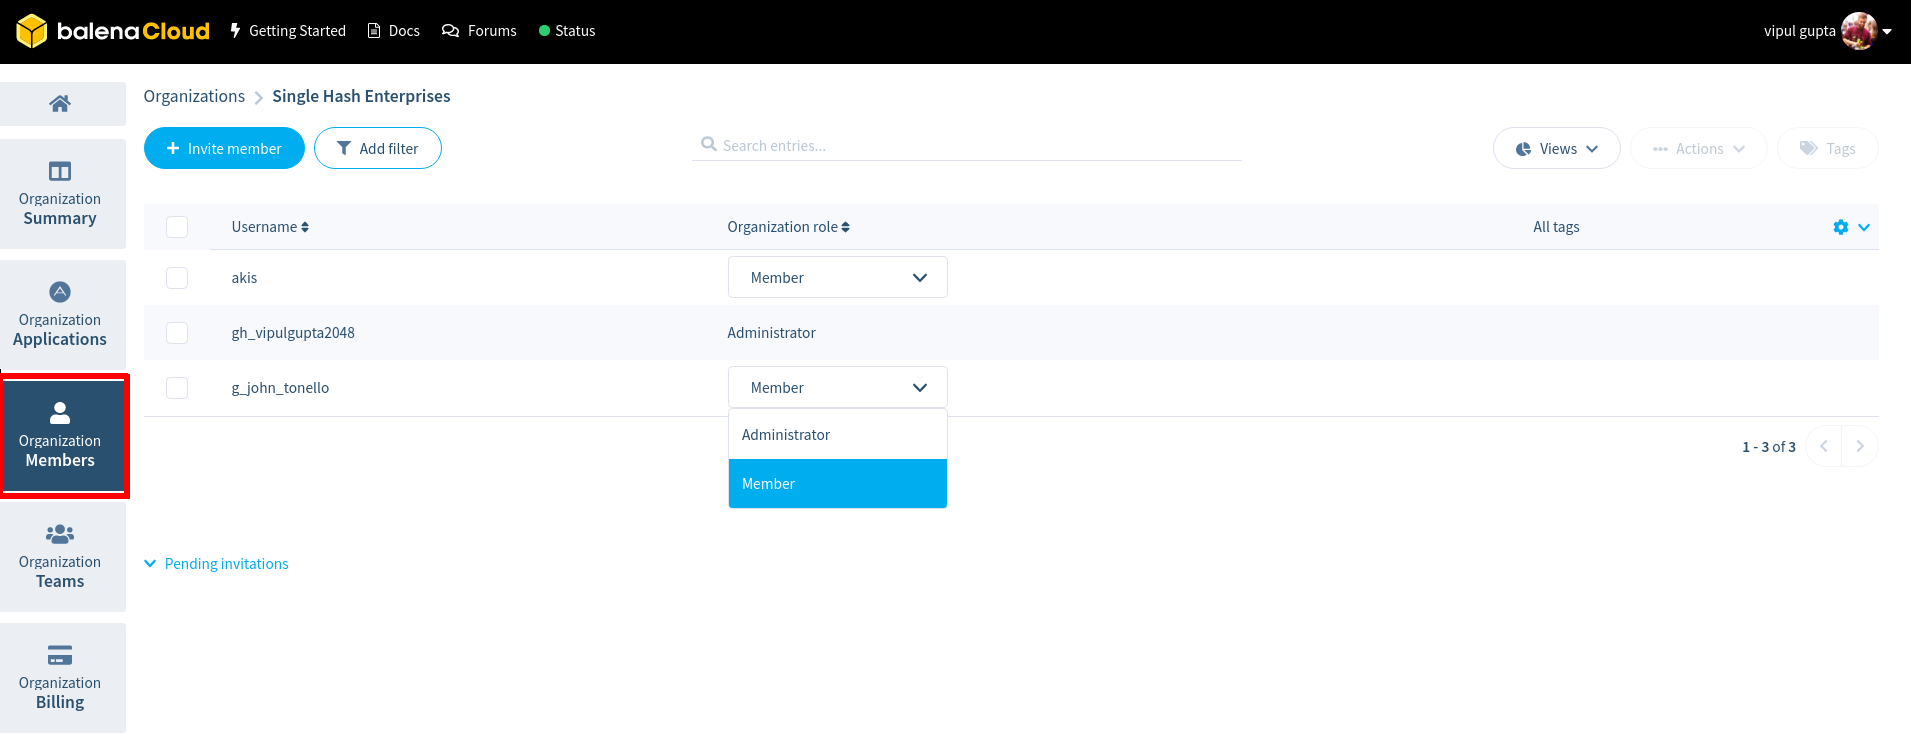 balenaCloud Getting Started Docs Forums Status vipul gupta
Organizations Single Hash Enterprises
+ Invite member Add filter Search entries... Views Actions Tags
Organization
Summary
Organization
Applications
Organization
Members
Organization
Teams
Organization
Billing
Username Organization role All tags
akis Member
gh_vipulgupta2048 Administrator
g_john_tonello Member
Administrator
Member
1 - 3 of 3
Pending invitations